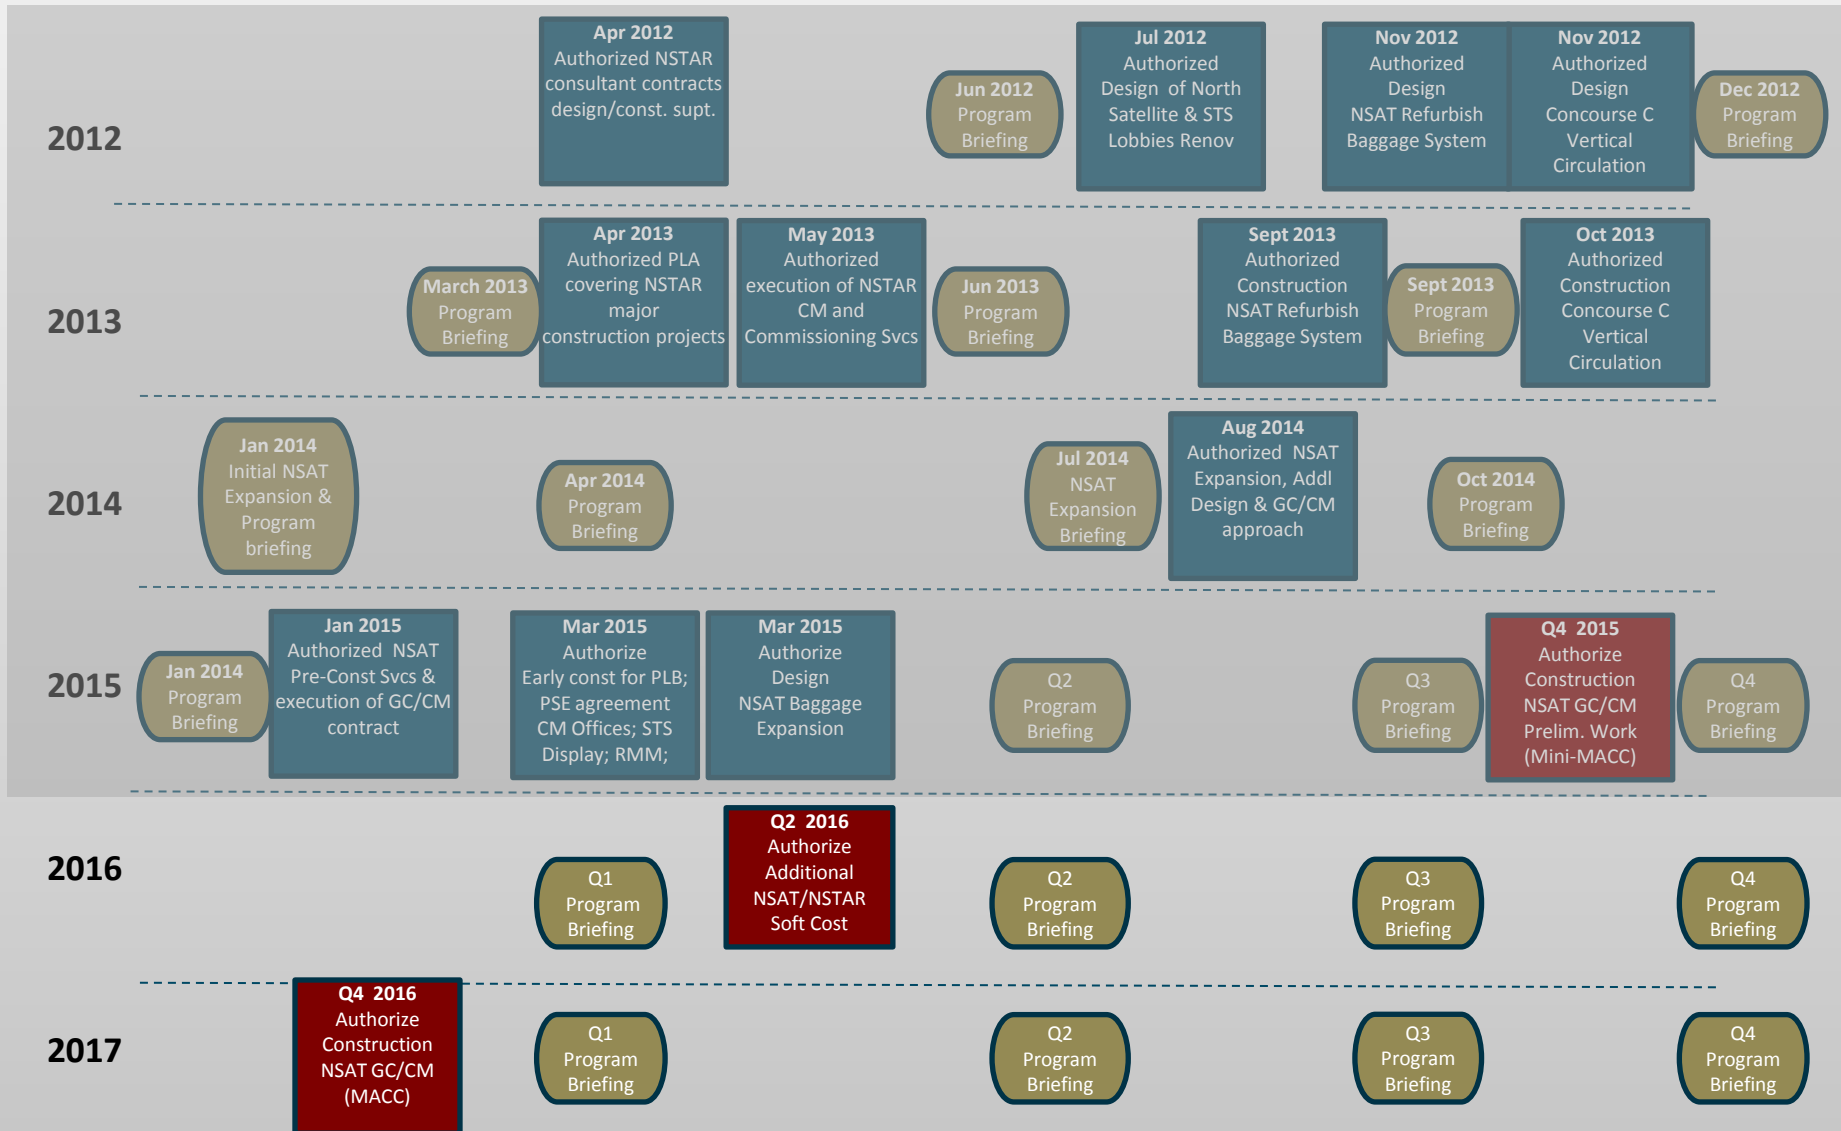 2012
Apr 2012
Authorized NSTAR
consultant contracts
design/const. supt.
Jun 2012
Program
Briefing
Jul 2012
Authorized
Design of North
Satellite & STS
Lobbies Renov
Nov 2012
Authorized
Design
NSAT Refurbish
Baggage System
Nov 2012
Authorized
Design
Concourse C
Vertical
Circulation
Dec 2012
Program
Briefing
2013
March 2013
Program
Briefing
Apr 2013
Authorized PLA
covering NSTAR
major
construction projects
May 2013
Authorized
execution of NSTAR
CM and
Commissioning Svcs
Jun 2013
Program
Briefing
Sept 2013
Authorized
Construction
NSAT Refurbish
Baggage System
Sept 2013
Program
Briefing
Oct 2013
Authorized
Construction
Concourse C
Vertical
Circulation
2014
Jan 2014
Initial NSAT
Expansion &
Program
briefing
Apr 2014
Program
Briefing
Jul 2014
NSAT
Expansion
Briefing
Aug 2014
Authorized NSAT
Expansion, Addl
Design & GC/CM
approach
Oct 2014
Program
Briefing
2015
Jan 2014
Program
Briefing
Jan 2015
Authorized NSAT
Pre-Const Svcs &
execution of GC/CM
contract
Mar 2015
Authorize
Early const for PLB;
PSE agreement
CM Offices; STS
Display; RMM;
Mar 2015
Authorize
Design
NSAT Baggage
Expansion
Q2
Program
Briefing
Q3
Program
Briefing
Q4 2015
Authorize
Construction
NSAT GC/CM
Prelim. Work
(Mini-MACC)
Q4
Program
Briefing
2016
Q1
Program
Briefing
Q2 2016
Authorize
Additional
NSAT/NSTAR
Soft Cost
Q2
Program
Briefing
Q3
Program
Briefing
Q4
Program
Briefing
2017
Q4 2016
Authorize
Construction
NSAT GC/CM
(MACC)
Q1
Program
Briefing
Q2
Program
Briefing
Q3
Program
Briefing
Q4
Program
Briefing